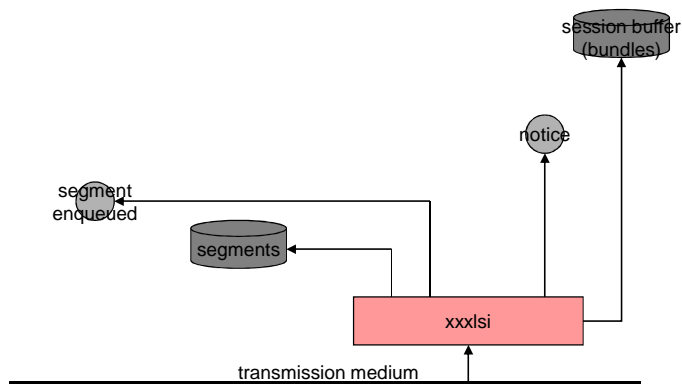 session buffer
(bundles)
notice
segment
enqueued
segments
xxxlsi
transmission medium